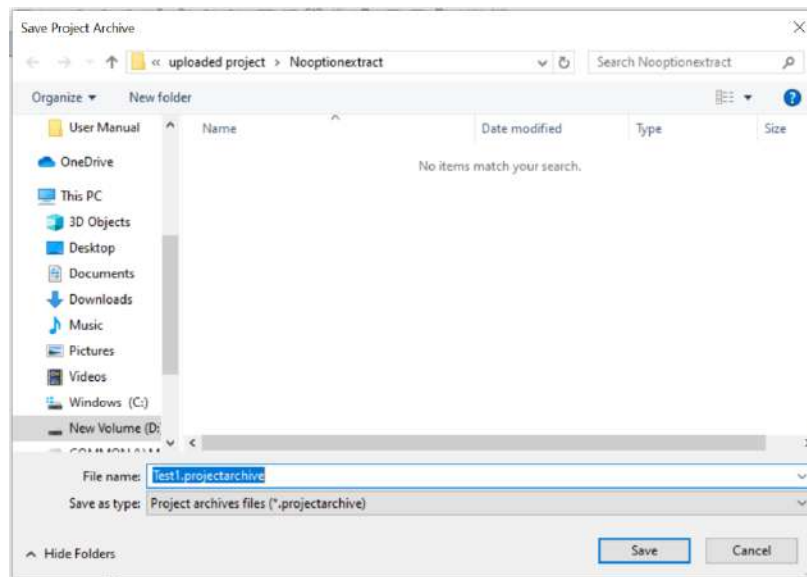 Save Project Archive
« uploaded project > Nooptionextract
Search Nooptionextract
Organize
New folder
User Manual
Name
Date modified
Type
Size
OneDrive
No items match your search.
This PC
3D Objects
Desktop
Documents
Downloads
Music
Pictures
Videos
Windows (C:)
New Volume (D:
File name: Test1.projectarchive
Save as type: Project archives files (*.projectarchive)
Hide Folders
Save
Cancel